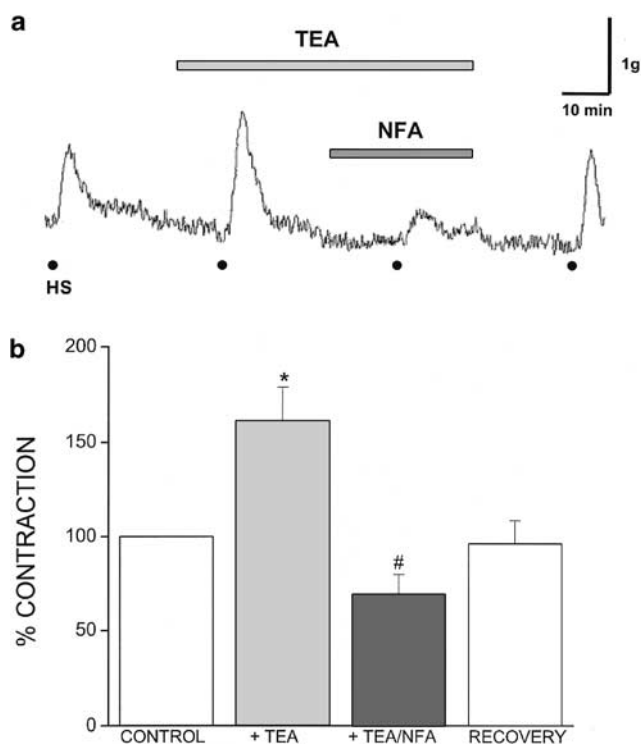 a
TEA
1g
10 min
NFA
HS
b
200
*
150
% CONTRACTION
100
#
50
0
CONTROL
+ TEA
+ TEA/NFA
RECOVERY